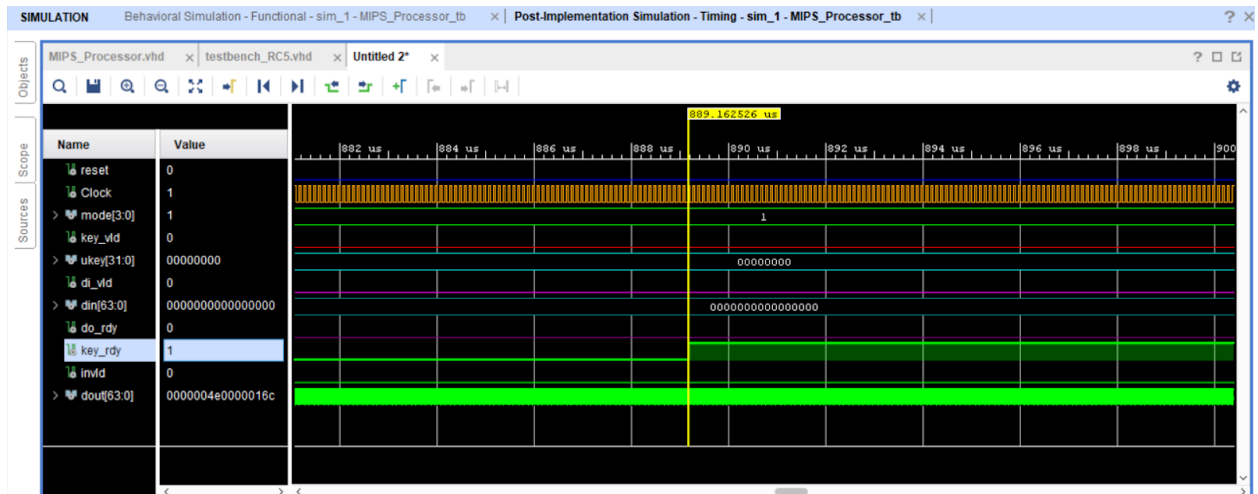 SIMULATION Behavioral Simulation - Functional - sim_1 - MIPS_Processor_tb × Post-Implementation Simulation - Timing - sim_1 - MIPS_Processor_tb × ? ×
MIPS_Processor.vhd × testbench_RC5.vhd × Untitled 2* × ?
Objects
Scope
Sources
889.162526 us
Name Value
882 us 884 us 886 us 888 us 890 us 892 us 894 us 896 us 898 us 900
reset 0
Clock 1
> mode[3:0] 1 1
key_vld 0
> ukey[31:0] 00000000 00000000
di_vld 0
> din[63:0] 0000000000000000 0000000000000000
do_rdy 0
key_rdy 1
invld 0
> dout[63:0] 0000004e0000016c